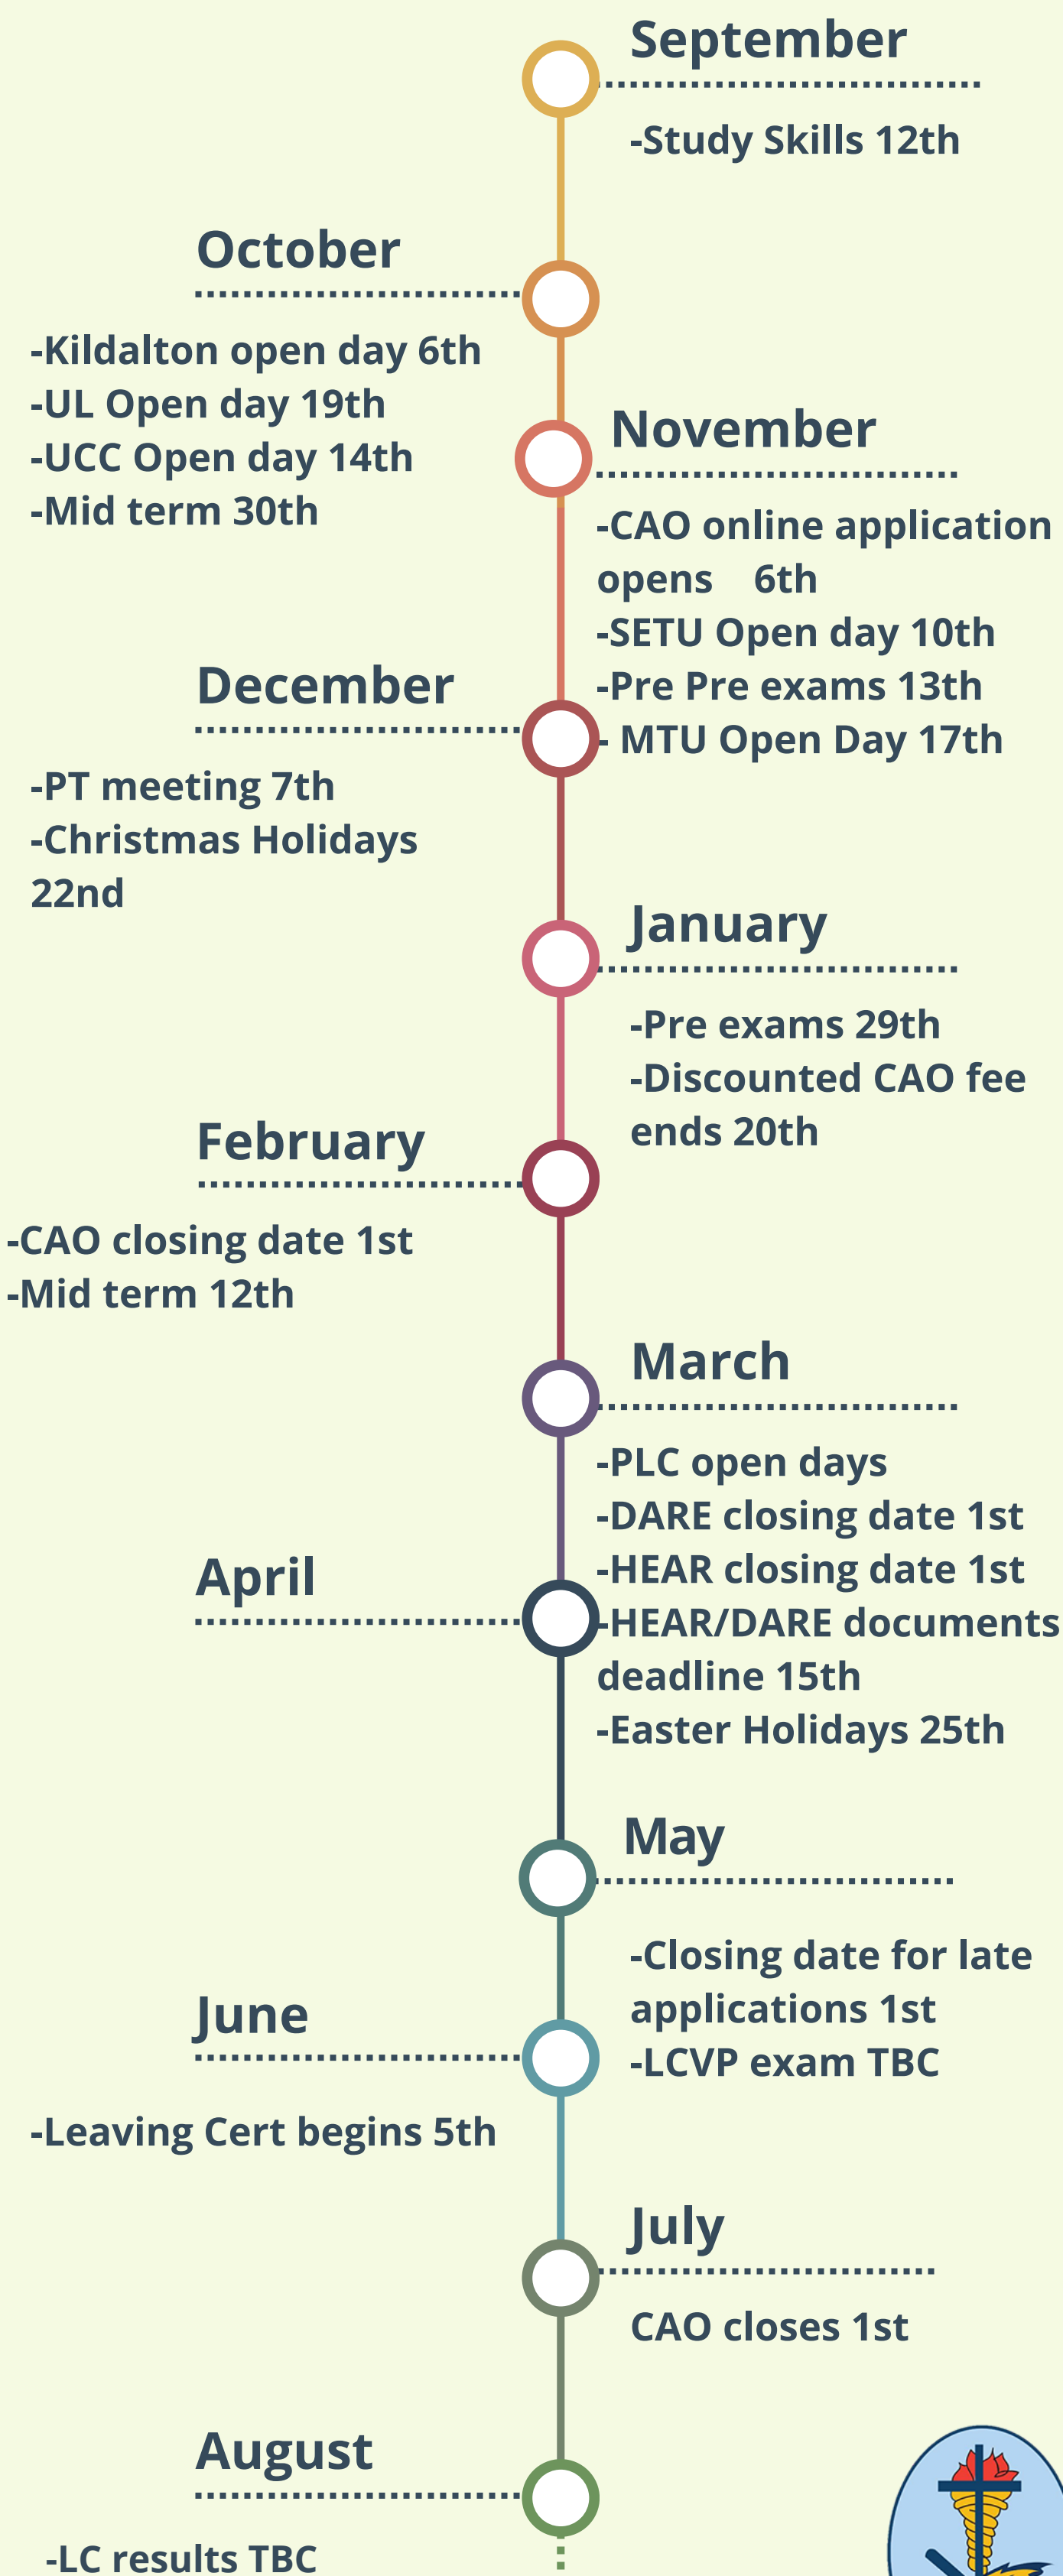 September
-Study Skills 12th
October
-Kildalton open day 6th
-UL Open day 19th
-UCC Open day 14th
-Mid term 30th
November
-CAO online application
opens    6th
-SETU Open day 10th
-Pre Pre exams 13th
- MTU Open Day 17th
December
-PT meeting 7th
-Christmas Holidays
22nd
January
-Pre exams 29th
-Discounted CAO fee
ends 20th
February
-CAO closing date 1st
-Mid term 12th
March
-PLC open days
-DARE closing date 1st
-HEAR closing date 1st
-HEAR/DARE documents
deadline 15th
-Easter Holidays 25th
April
May
-Closing date for late
applications 1st
-LCVP exam TBC
June
-Leaving Cert begins 5th
July
CAO closes 1st
August
-LC results TBC